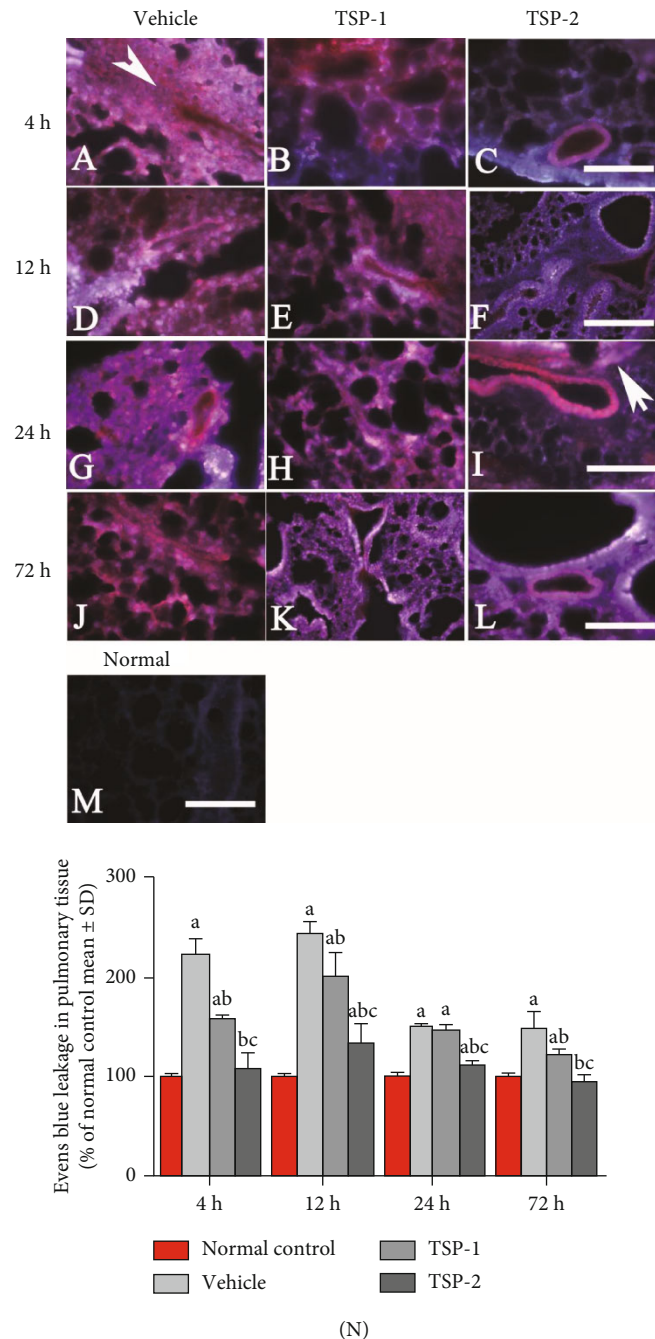 Vehicle TSP-1 TSP-2
4 h
A B C
12 h
D E F
24 h
G H I
72 h
J K L
Normal
M
Evens blue leakage in pulmonary tissue
(% of normal control mean ± SD)
300
200
100
0
a ab bc
a ab abc
a a abc
a ab bc
4 h 12 h 24 h 72 h
Normal control TSP-1
Vehicle TSP-2
(N)